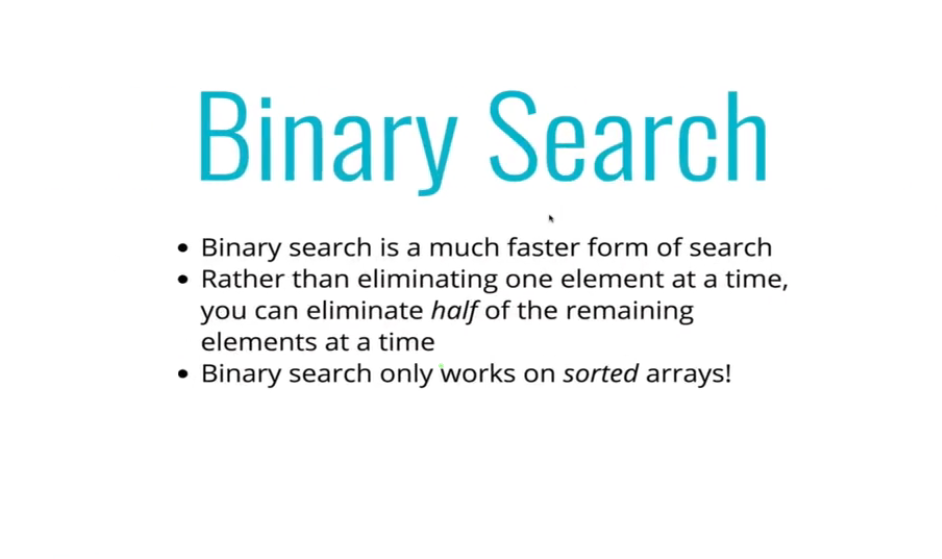 Binary Search
• Binary search is a much faster form of search
• Rather than eliminating one element at a time,
you can eliminate half of the remaining
elements at a time
• Binary search only works on sorted arrays!